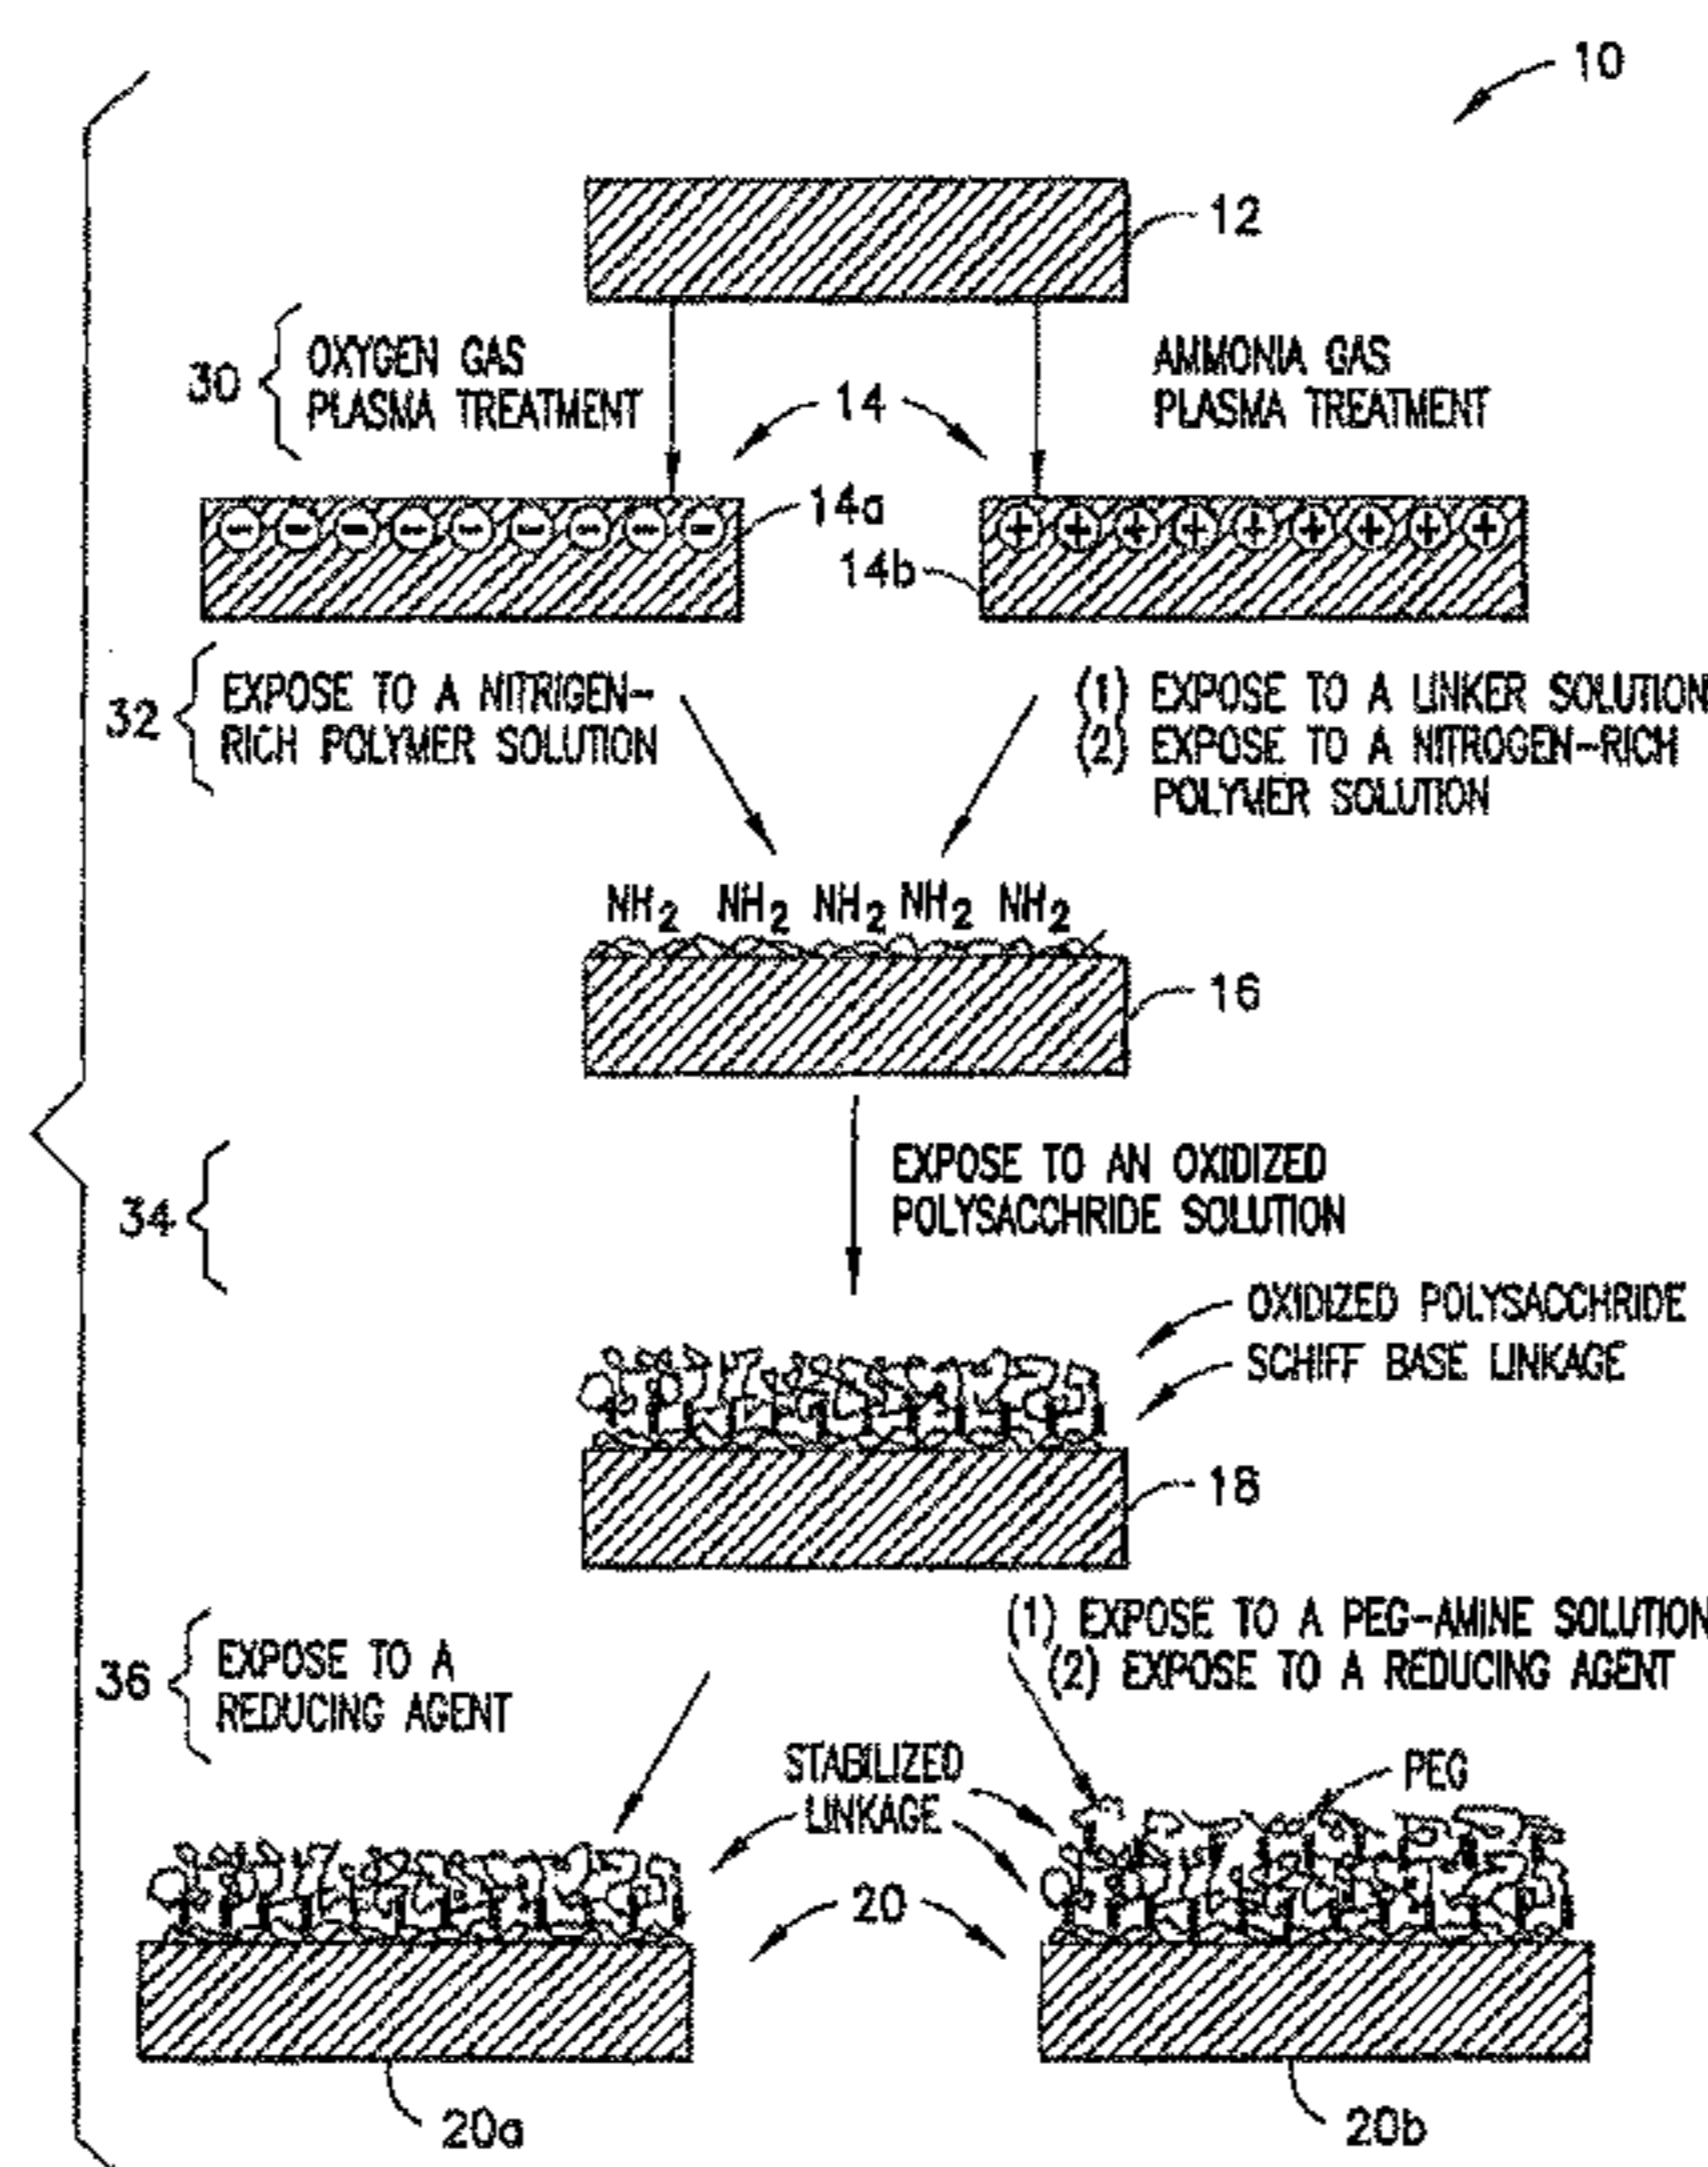 10
12
30
OXYGEN GAS
PLASMA TREATMENT
14
AMMONIA GAS
PLASMA TREATMENT
14a
14b
32
EXPOSE TO A NITRIGEN-
RICH POLYMER SOLUTION
(1) EXPOSE TO A LINKER SOLUTION
(2) EXPOSE TO A NITROGEN-RICH
POLYMER SOLUTION
NH2 NH2 NH2 NH2 NH2
16
34
EXPOSE TO AN OXIDIZED
POLYSACCHRIDE SOLUTION
OXIDIZED POLYSACCHRIDE
SCHIFF BASE LINKAGE
18
36
EXPOSE TO A
REDUCING AGENT
(1) EXPOSE TO A PEG-AMINE SOLUTION
(2) EXPOSE TO A REDUCING AGENT
STABILIZED
LINKAGE
PEG
20
20a
20b